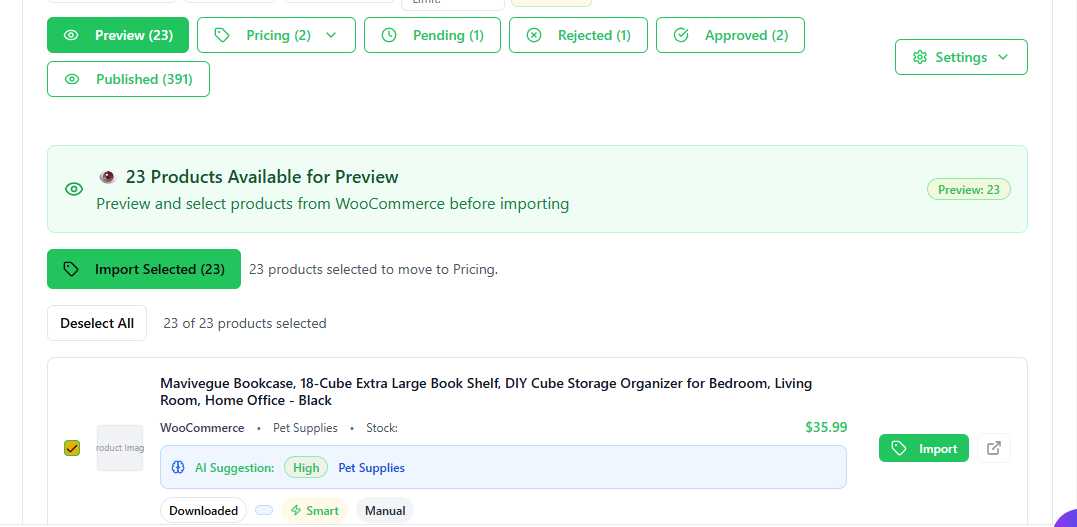 Limit:
Preview (23)
Pricing (2)
Pending (1)
Rejected (1)
Approved (2)
Settings
Published (391)
23 Products Available for Preview
Preview and select products from WooCommerce before importing
Preview: 23
Import Selected (23)
23 products selected to move to Pricing.
Deselect All
23 of 23 products selected
Mavivegue Bookcase, 18-Cube Extra Large Book Shelf, DIY Cube Storage Organizer for Bedroom, Living
Room, Home Office - Black
WooCommerce • Pet Supplies • Stock:
$35.99
roduct Imag
Import
AI Suggestion: High Pet Supplies
Downloaded
Smart
Manual